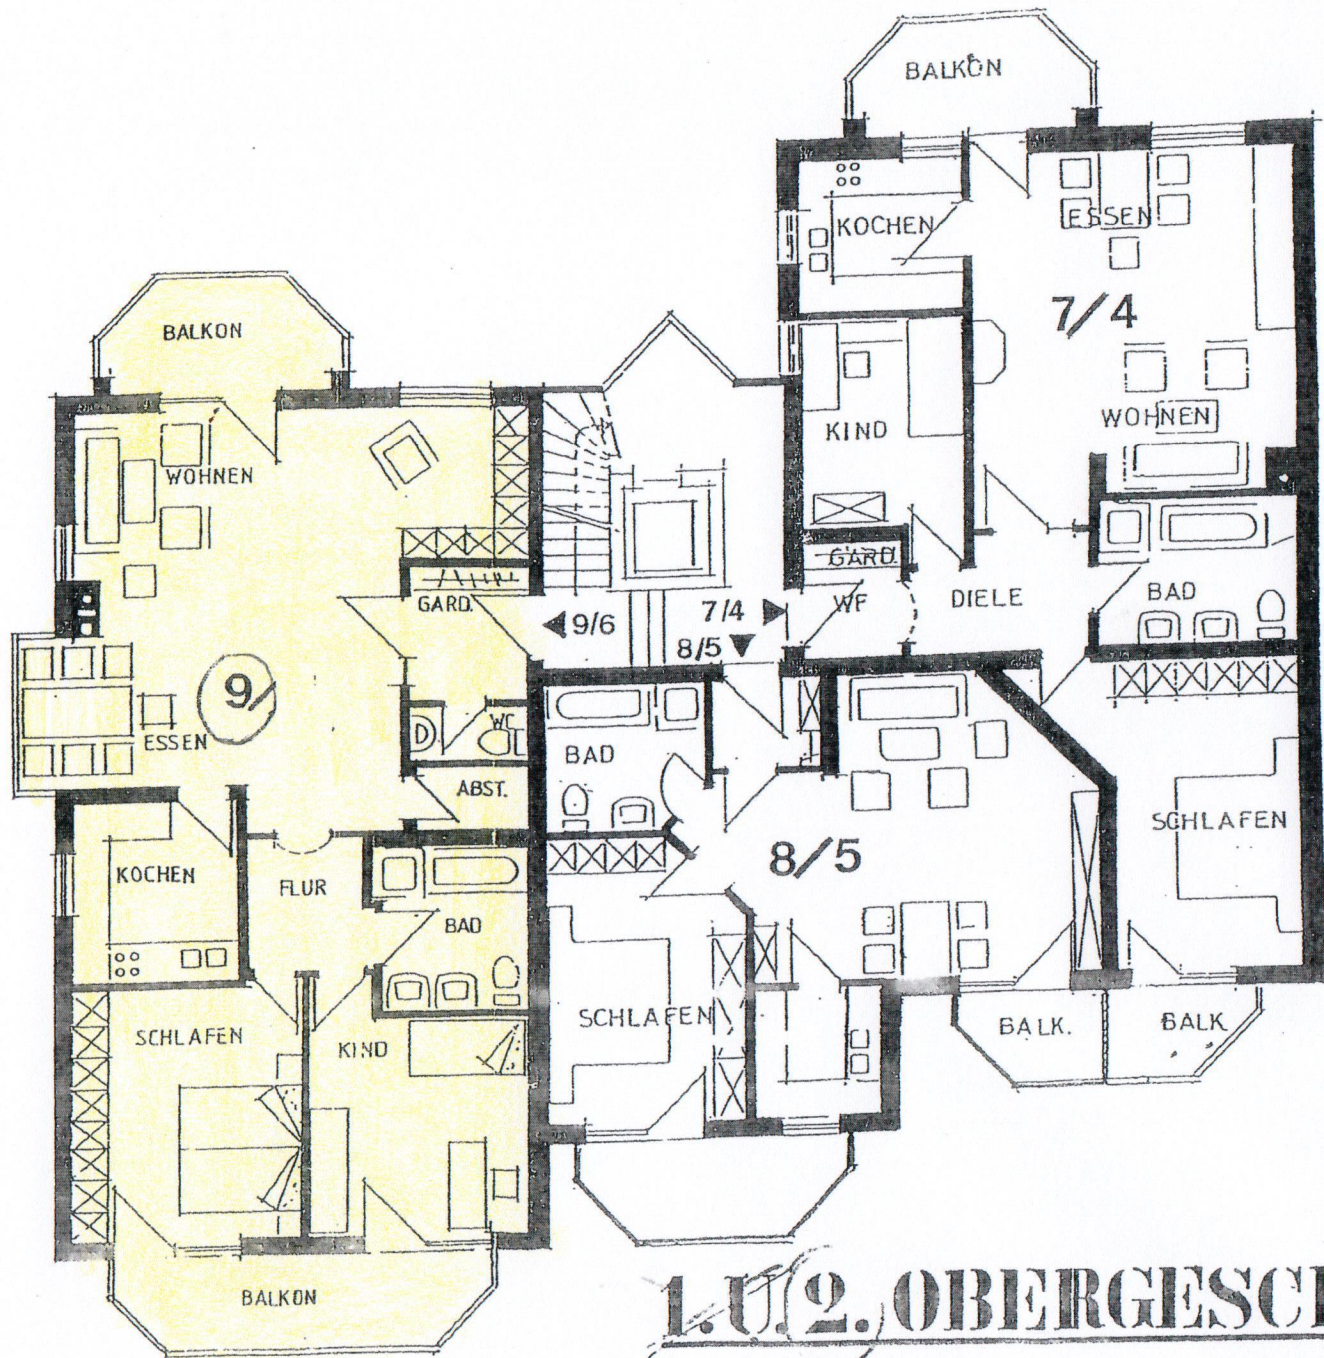 BALKON
KOCHEN
ESSEN
7/4
KIND
WOHNEN
GARD.
WF
DIELE
BAD
SCHLAFEN
BALK.
BALK.
BALKON
WOHNEN
GARD.
9/6
7/4
8/5
9/
ESSEN
WC
ABST.
KOCHEN
FLUR
BAD
SCHLAFEN
KIND
BALKON
BAD
8/5
SCHLAFEN
1.U.2. OBERGESCH